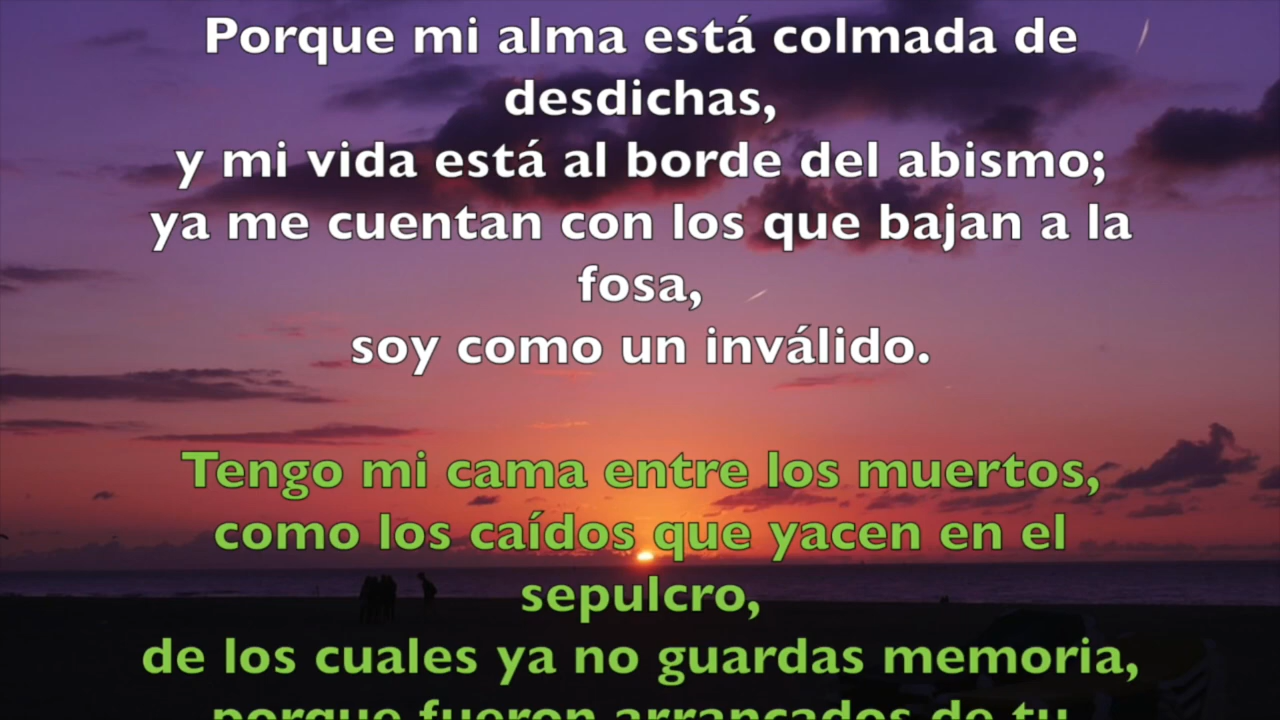 Porque mi alma está colmada de
desdichas,
y mi vida está al borde del abismo;
ya me cuentan con los que bajan a la
fosa,
soy como un inválido.
Tengo mi cama entre los muertos,
como los caídos que yacen en el
sepulcro,
de los cuales ya no guardas memoria,
porque fueron arrancados de tu